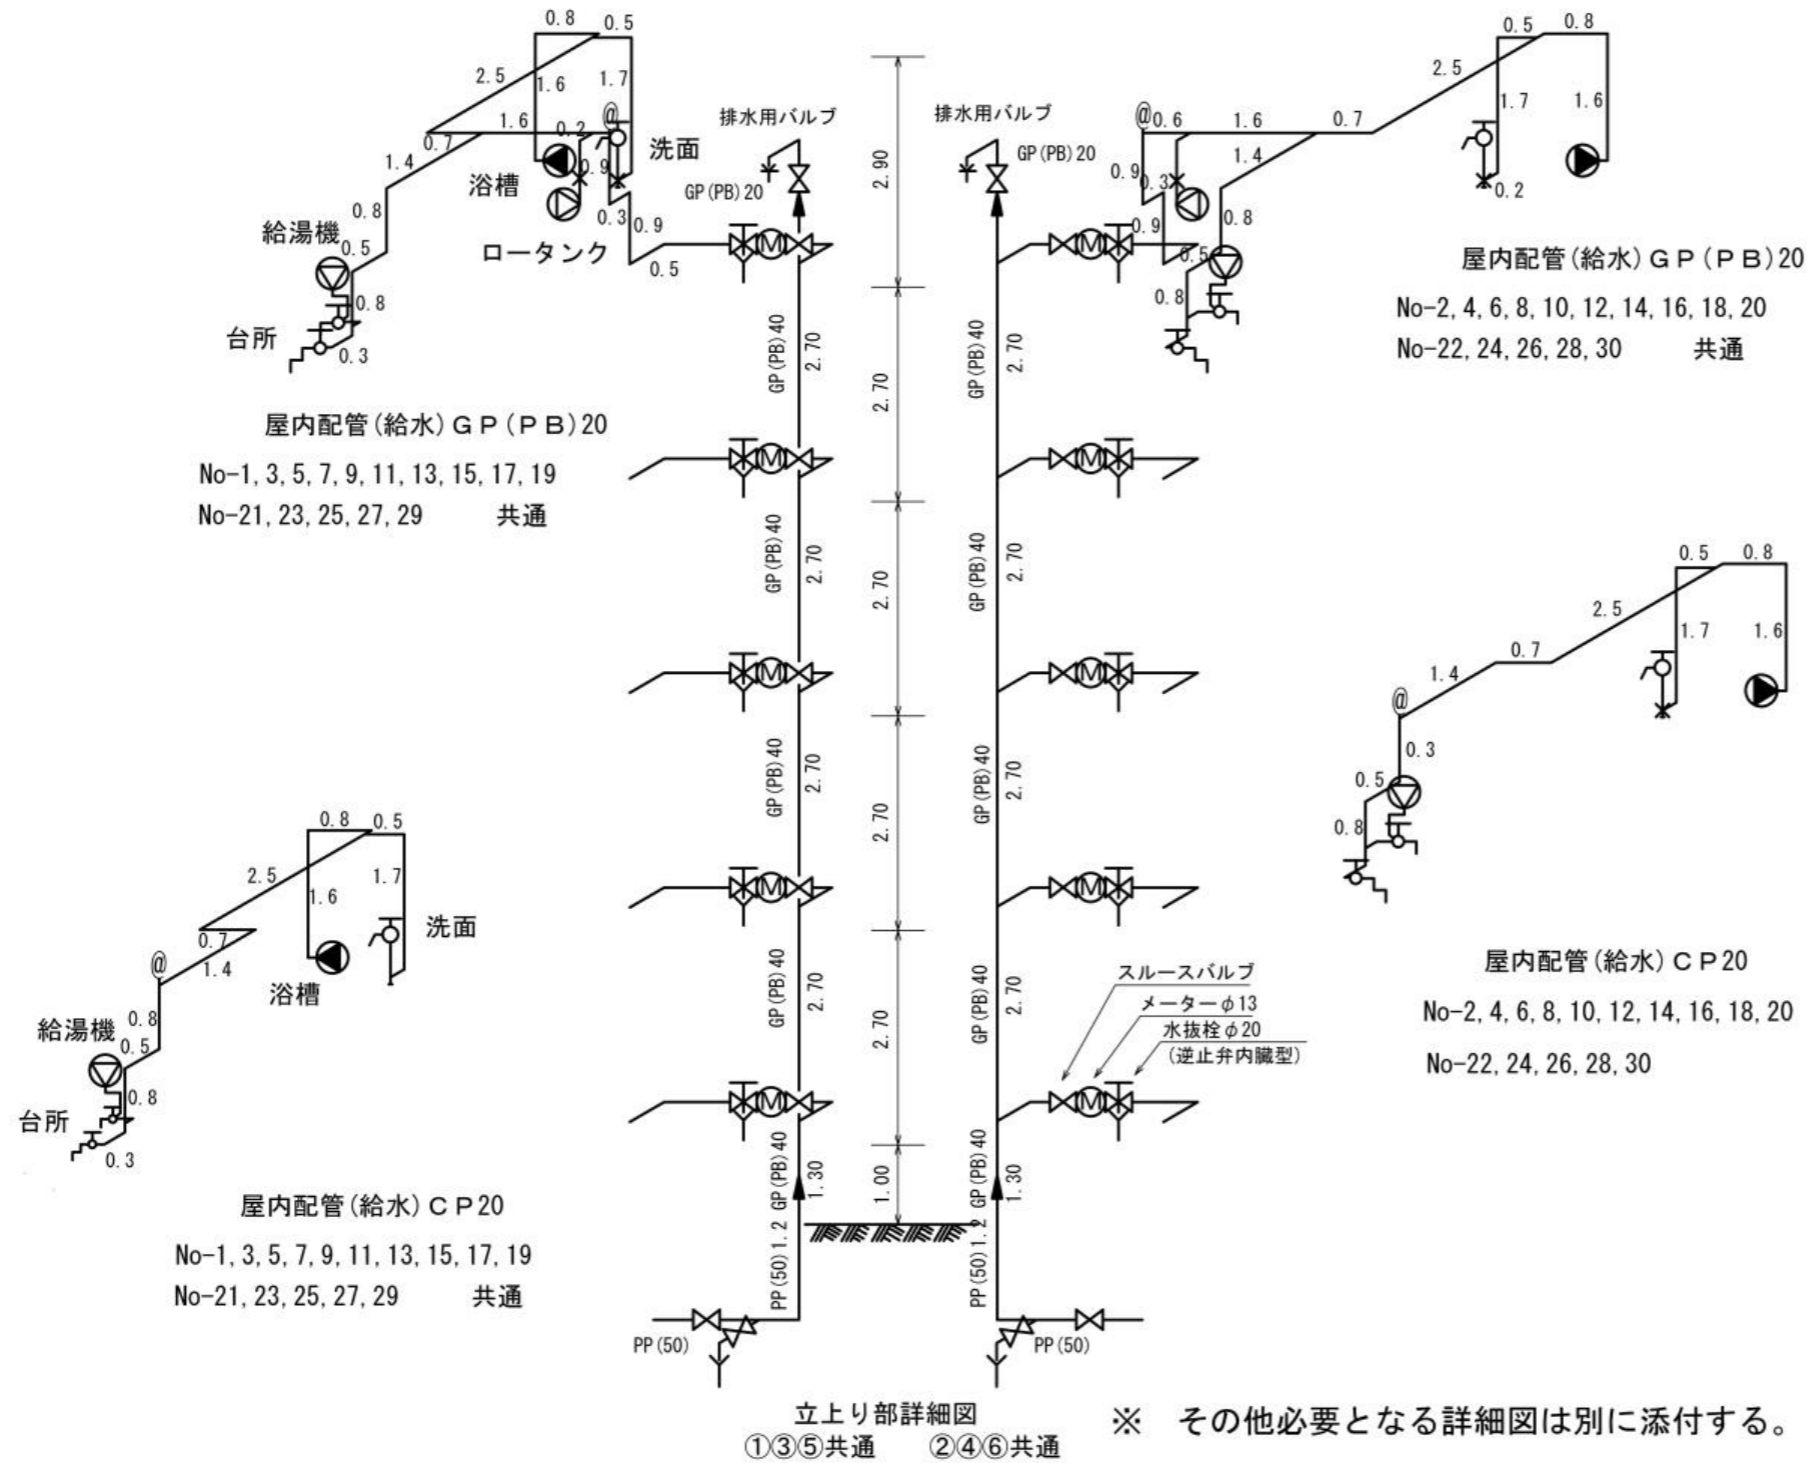 0.8
0.5
2.5
1.6
1.7
1.6
@
0.2
洗面
0.7
1.4
浴槽
0.9
0.8
給湯機
0.5
0.3
0.9
ロータンク
0.5
0.8
台所
0.3
屋内配管(給水)GP(PB)20
No-1,3,5,7,9,11,13,15,17,19
No-21,23,25,27,29 共通
0.8
0.5
2.5
1.7
1.6
洗面
0.7
@
1.4
浴槽
0.8
給湯機
0.5
0.8
台所
0.3
屋内配管(給水)CP20
No-1,3,5,7,9,11,13,15,17,19
No-21,23,25,27,29 共通
排水用バルブ
GP(PB)20
M
GP(PB)40
2.70
M
GP(PB)40
2.70
M
GP(PB)40
2.70
M
GP(PB)40
2.70
M
GP(PB)40
1.30
PP(50)1.2
PP(50)
2.90
2.70
2.70
2.70
2.70
1.00
排水用バルブ
GP(PB)20
M
GP(PB)40
2.70
M
GP(PB)40
2.70
M
GP(PB)40
2.70
M
GP(PB)40
2.70
スルースバルブ
メーターφ13
水抜栓φ20
(逆止弁内臓型)
M
GP(PB)40
1.30
PP(50)1.2
PP(50)
立上り部詳細図
①③⑤共通 ②④⑥共通
0.5
0.8
2.5
@
0.6
1.6
0.7
1.7
1.6
1.4
0.9
0.3
0.2
0.9
0.8
0.5
0.8
屋内配管(給水)GP(PB)20
No-2,4,6,8,10,12,14,16,18,20
No-22,24,26,28,30 共通
0.5
0.8
2.5
1.7
1.6
0.7
1.4
@
0.3
0.5
0.8
屋内配管(給水)CP20
No-2,4,6,8,10,12,14,16,18,20
No-22,24,26,28,30
※ その他必要となる詳細図は別に添付する。